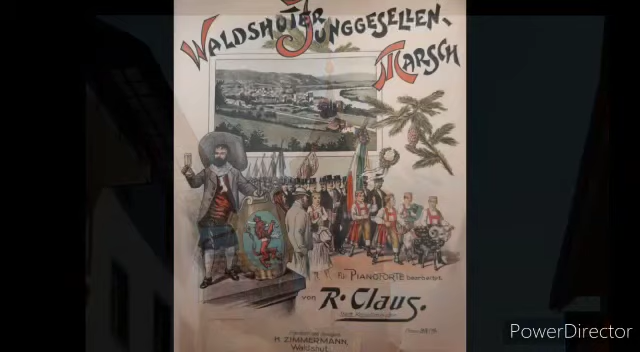 WALDSHUTER JUNGGESELLEN-
MARSCH
Für PIANOFORTE bearbeitet
von R. Claus.
H. ZIMMERMANN,
Waldshut.
PowerDirector